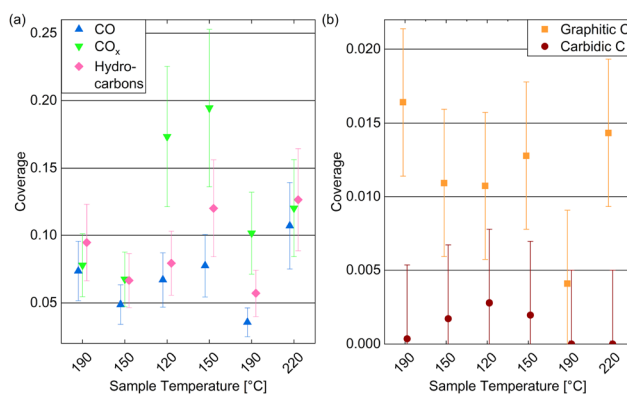 (a)
CO
COx
Hydro-
carbons
0.25
0.20
0.15
0.10
0.05
Coverage
190
150
120
150
190
220
Sample Temperature [°C]
(b)
Graphitic C
Carbidic C
0.020
0.015
0.010
0.005
0.000
Coverage
190
150
120
150
190
220
Sample Temperature [°C]